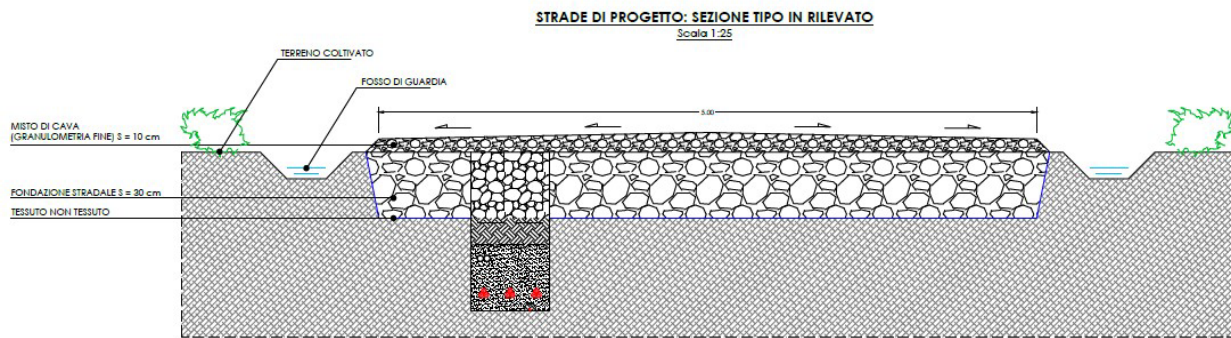 STRADE DI PROGETTO: SEZIONE TIPO IN RILEVATO
Scala 1:25
TERRENO COLTIVATO
FOSSO DI GUARDIA
5.00
MISTO DI CAVA
(GRANULOMETRIA FINE) S = 10 cm
FONDAZIONE STRADALE S = 30 cm
TESSUTO NON TESSUTO